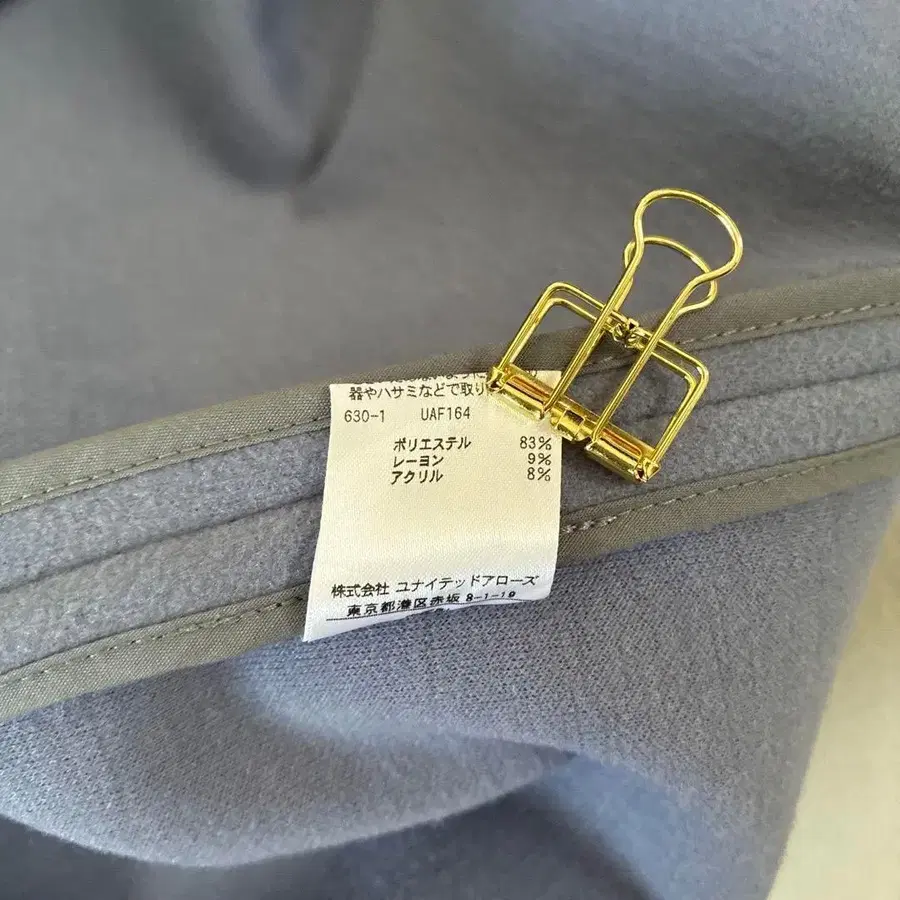 器やハサミなどで取り
630-1 UAF164
ポリエステル 83%
レーヨン 9%
アクリル 8%
株式会社 ユナイテッドアローズ
東京都港区赤坂 8-1-19